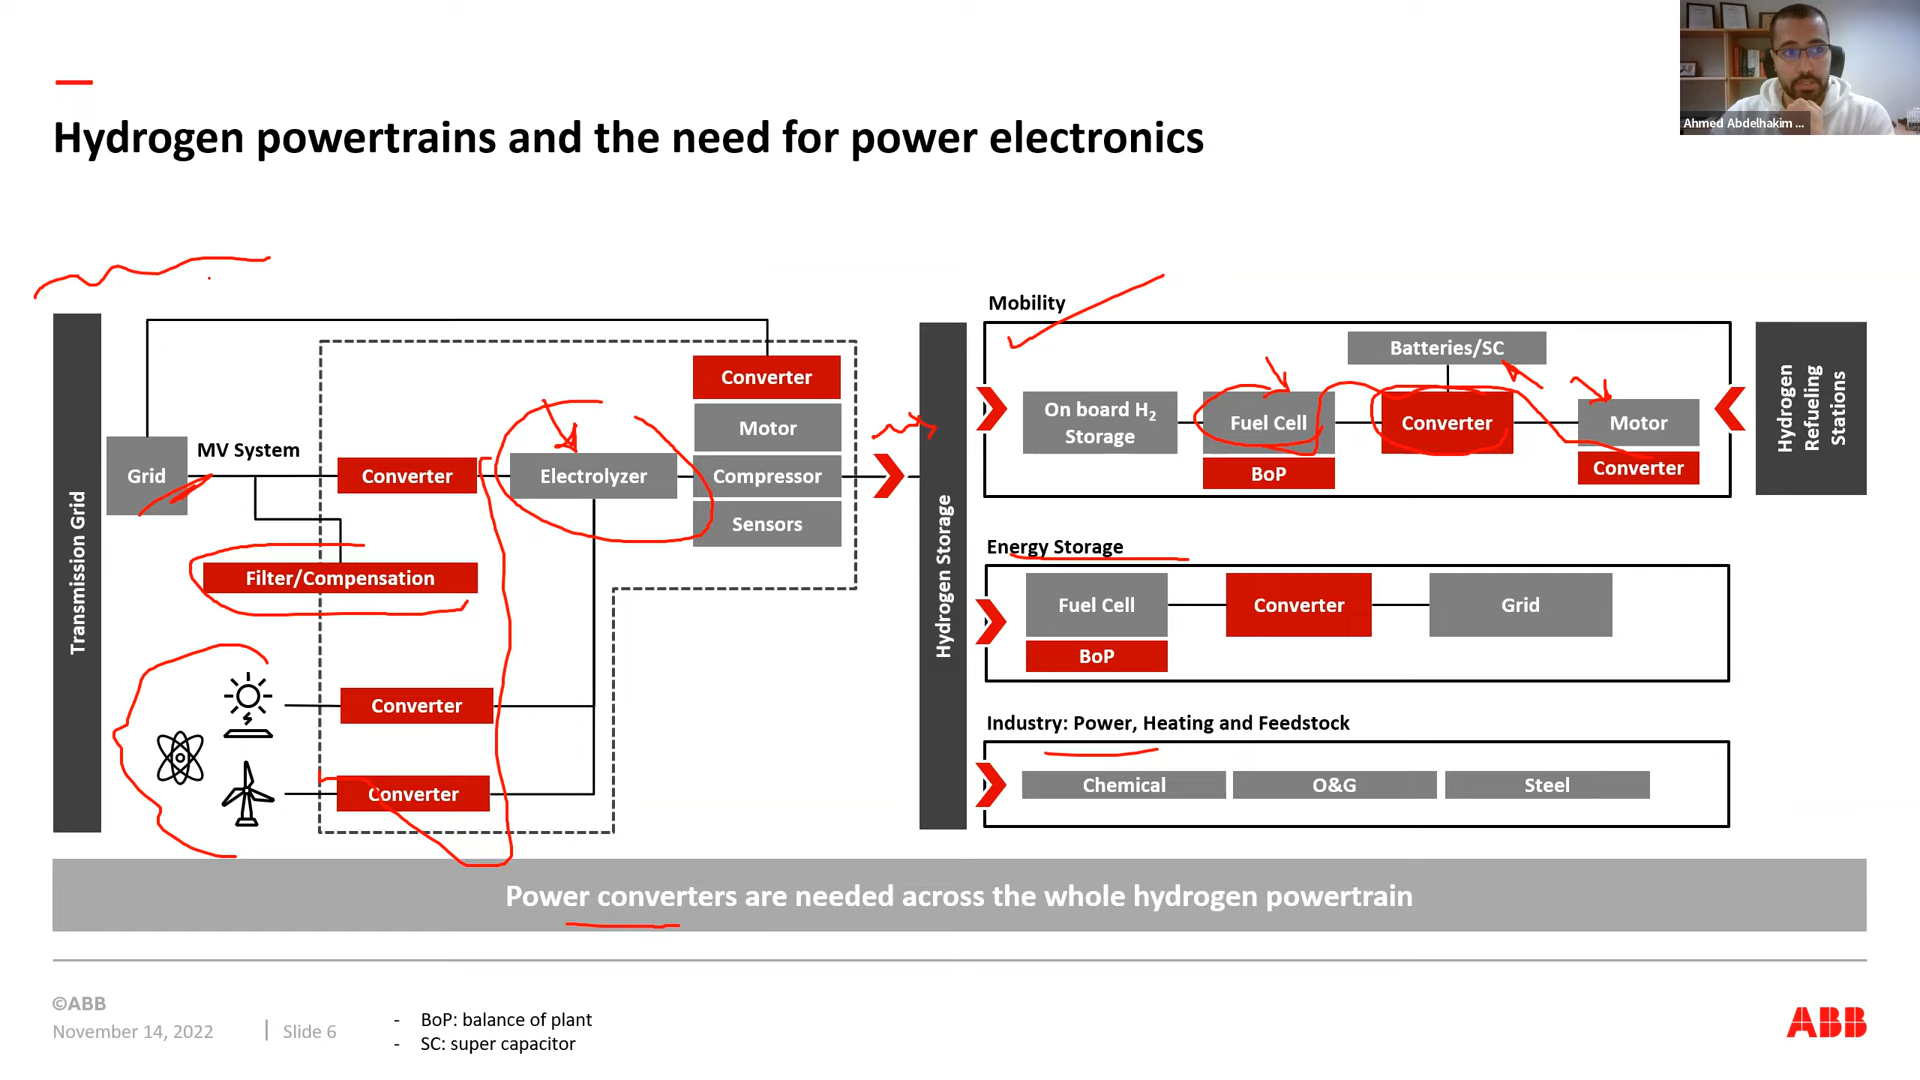 Ahmed Abdelhakim ...
Hydrogen powertrains and the need for power electronics
Transmission Grid
Grid
MV System
Converter
Filter/Compensation
Converter
Converter
Electrolyzer
Converter
Motor
Compressor
Sensors
Hydrogen Storage
Mobility
On board H₂
Storage
Fuel Cell
BoP
Batteries/SC
Converter
Motor
Converter
Hydrogen
Refueling
Stations
Energy Storage
Fuel Cell
BoP
Converter
Grid
Industry: Power, Heating and Feedstock
Chemical
O&G
Steel
Power converters are needed across the whole hydrogen powertrain
©ABB
November 14, 2022 | Slide 6
- BoP: balance of plant
- SC: super capacitor
ABB